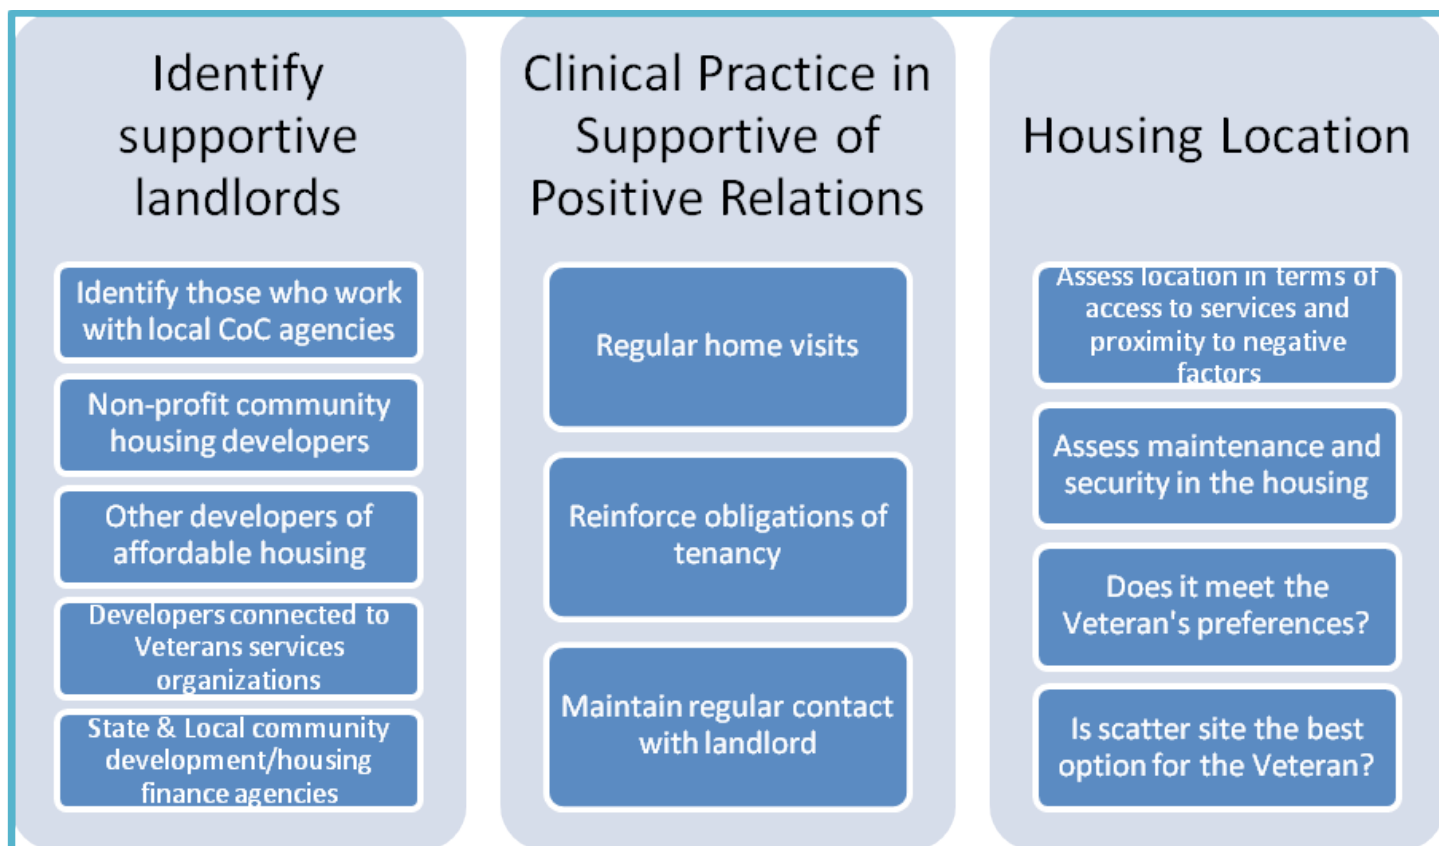 Identify
supportive
landlords
Identify those who work
with local CoC agencies
Non-profit community
housing developers
Other developers of
affordable housing
Developers connected to
Veterans services
organizations
State & Local community
development/housing
finance agencies
Clinical Practice in
Supportive of
Positive Relations
Regular home visits
Reinforce obligations of
tenancy
Maintain regular contact
with landlord
Housing Location
Assess location in terms of
access to services and
proximity to negative
factors
Assess maintenance and
security in the housing
Does it meet the
Veteran's preferences?
Is scatter site the best
option for the Veteran?